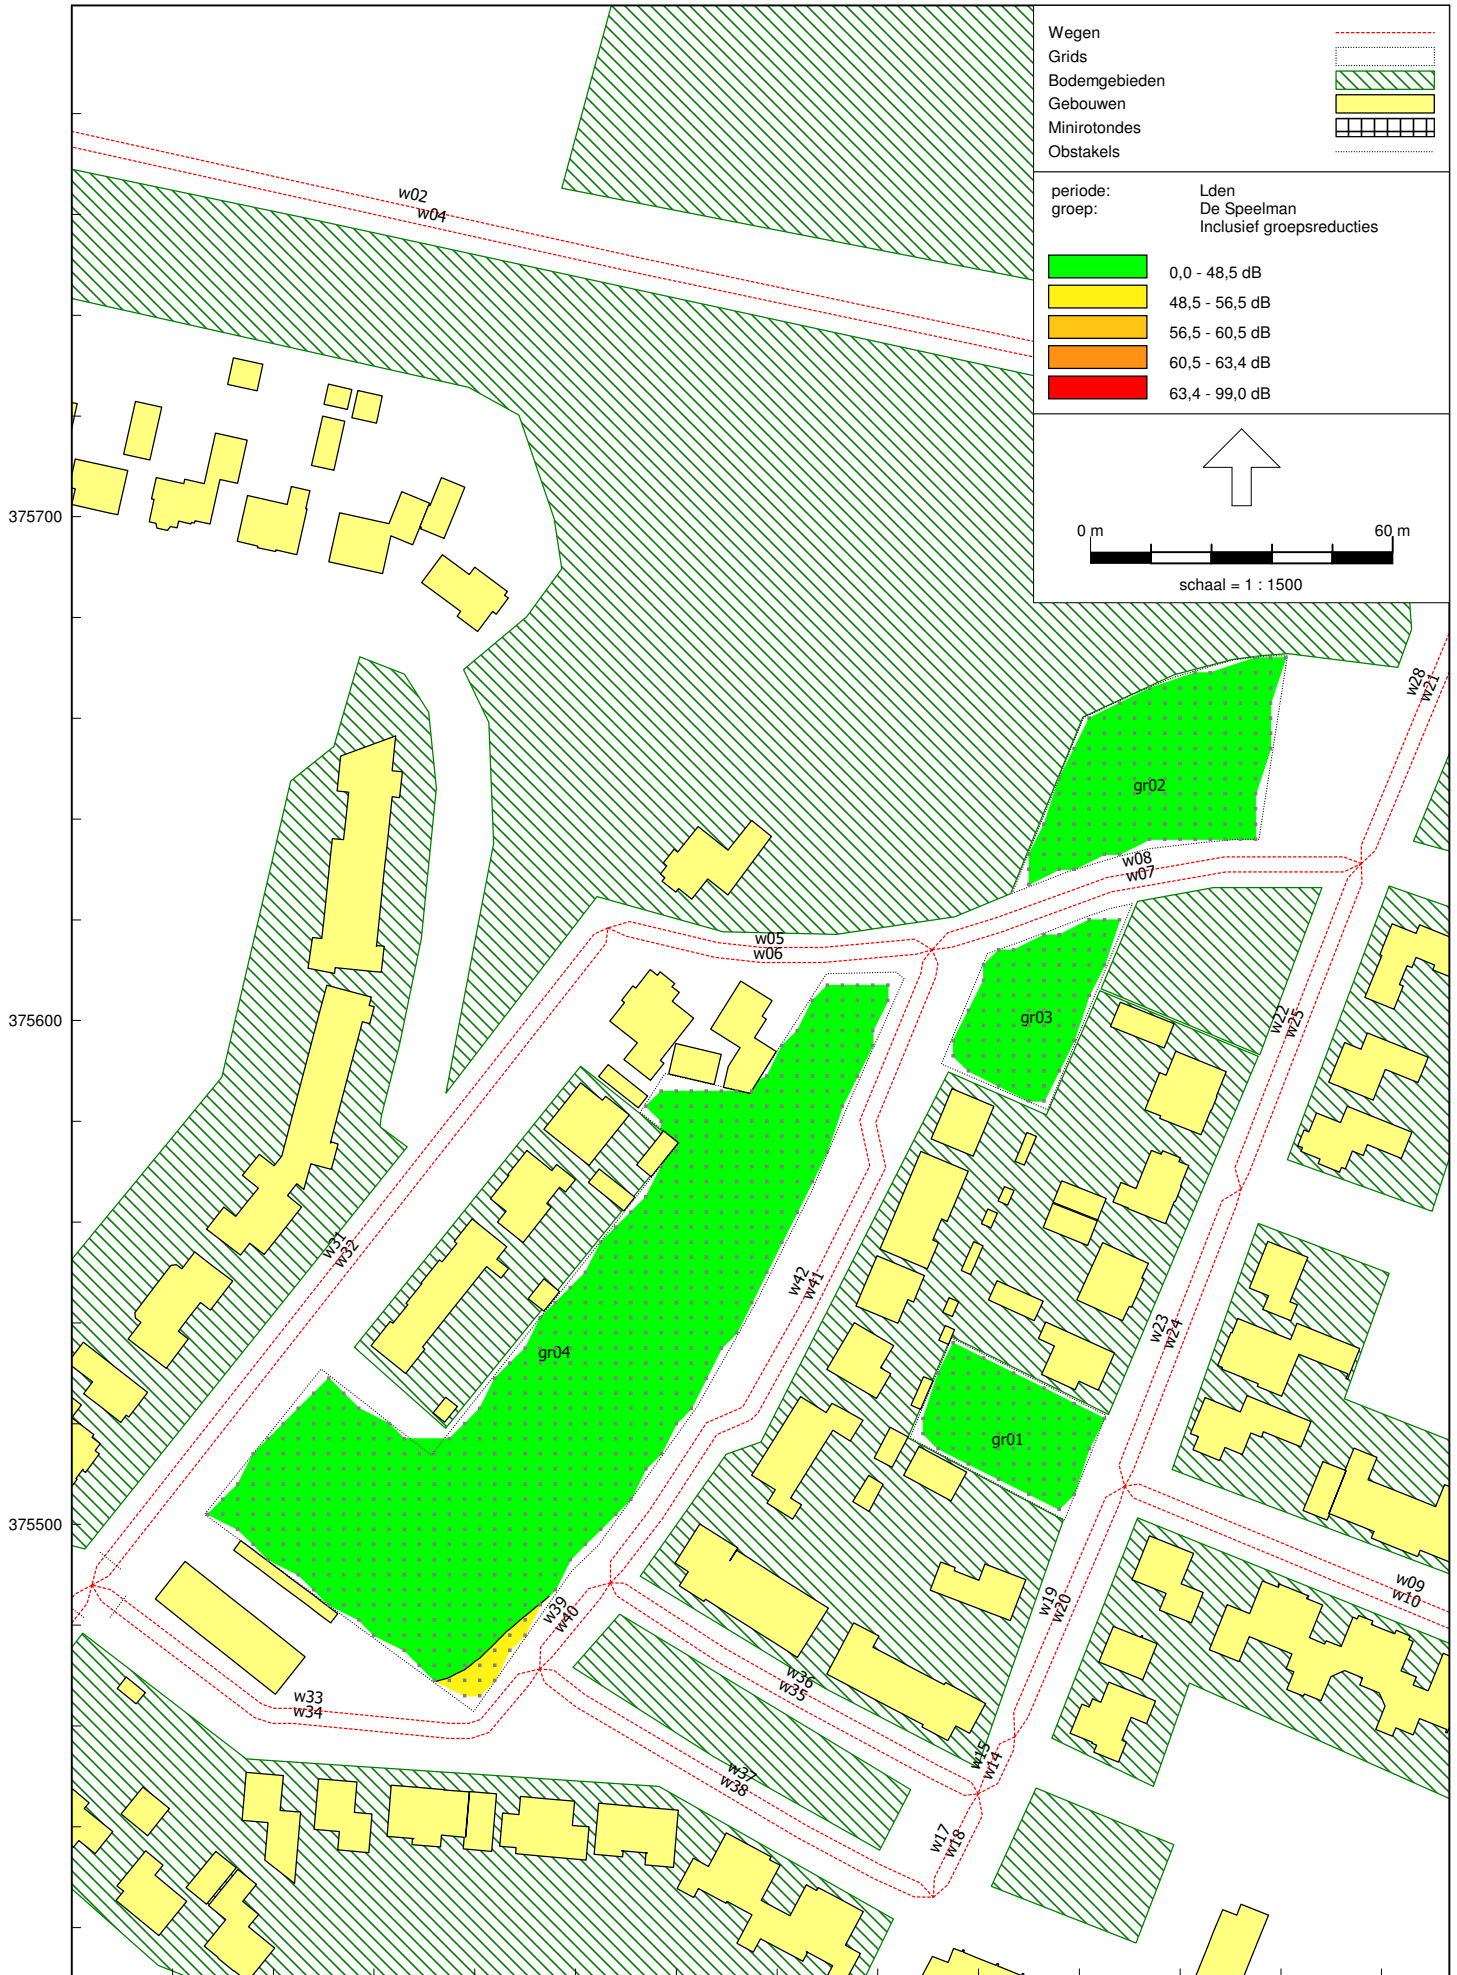 Wegen
Grids
Bodemgebieden
Gebouwen
Minirotondes
Obstakels
periode: Lden
groep: De Speelman
Inclusief groepsreducties
0,0 - 48,5 dB
48,5 - 56,5 dB
56,5 - 60,5 dB
60,5 - 63,4 dB
63,4 - 99,0 dB
0 m 60 m
schaal = 1 : 1500
w02
w04
375700
w28
w21
gr02
w08
w07
w05
w06
gr03
375600
w22
w25
w31
w32
w42
w41
w23
w24
gr04
gr01
375500
w39
w40
w19
w20
w09
w10
w36
w35
w33
w34
w15
w14
w37
w38
w17
w18